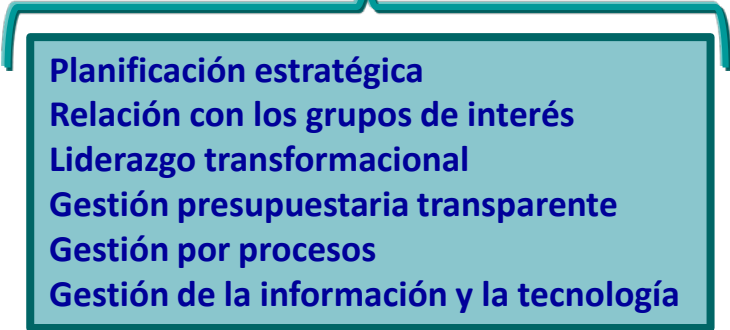 Planificación estratégica
Relación con los grupos de interés
Liderazgo transformacional
Gestión presupuestaria transparente
Gestión por procesos
Gestión de la información y la tecnología